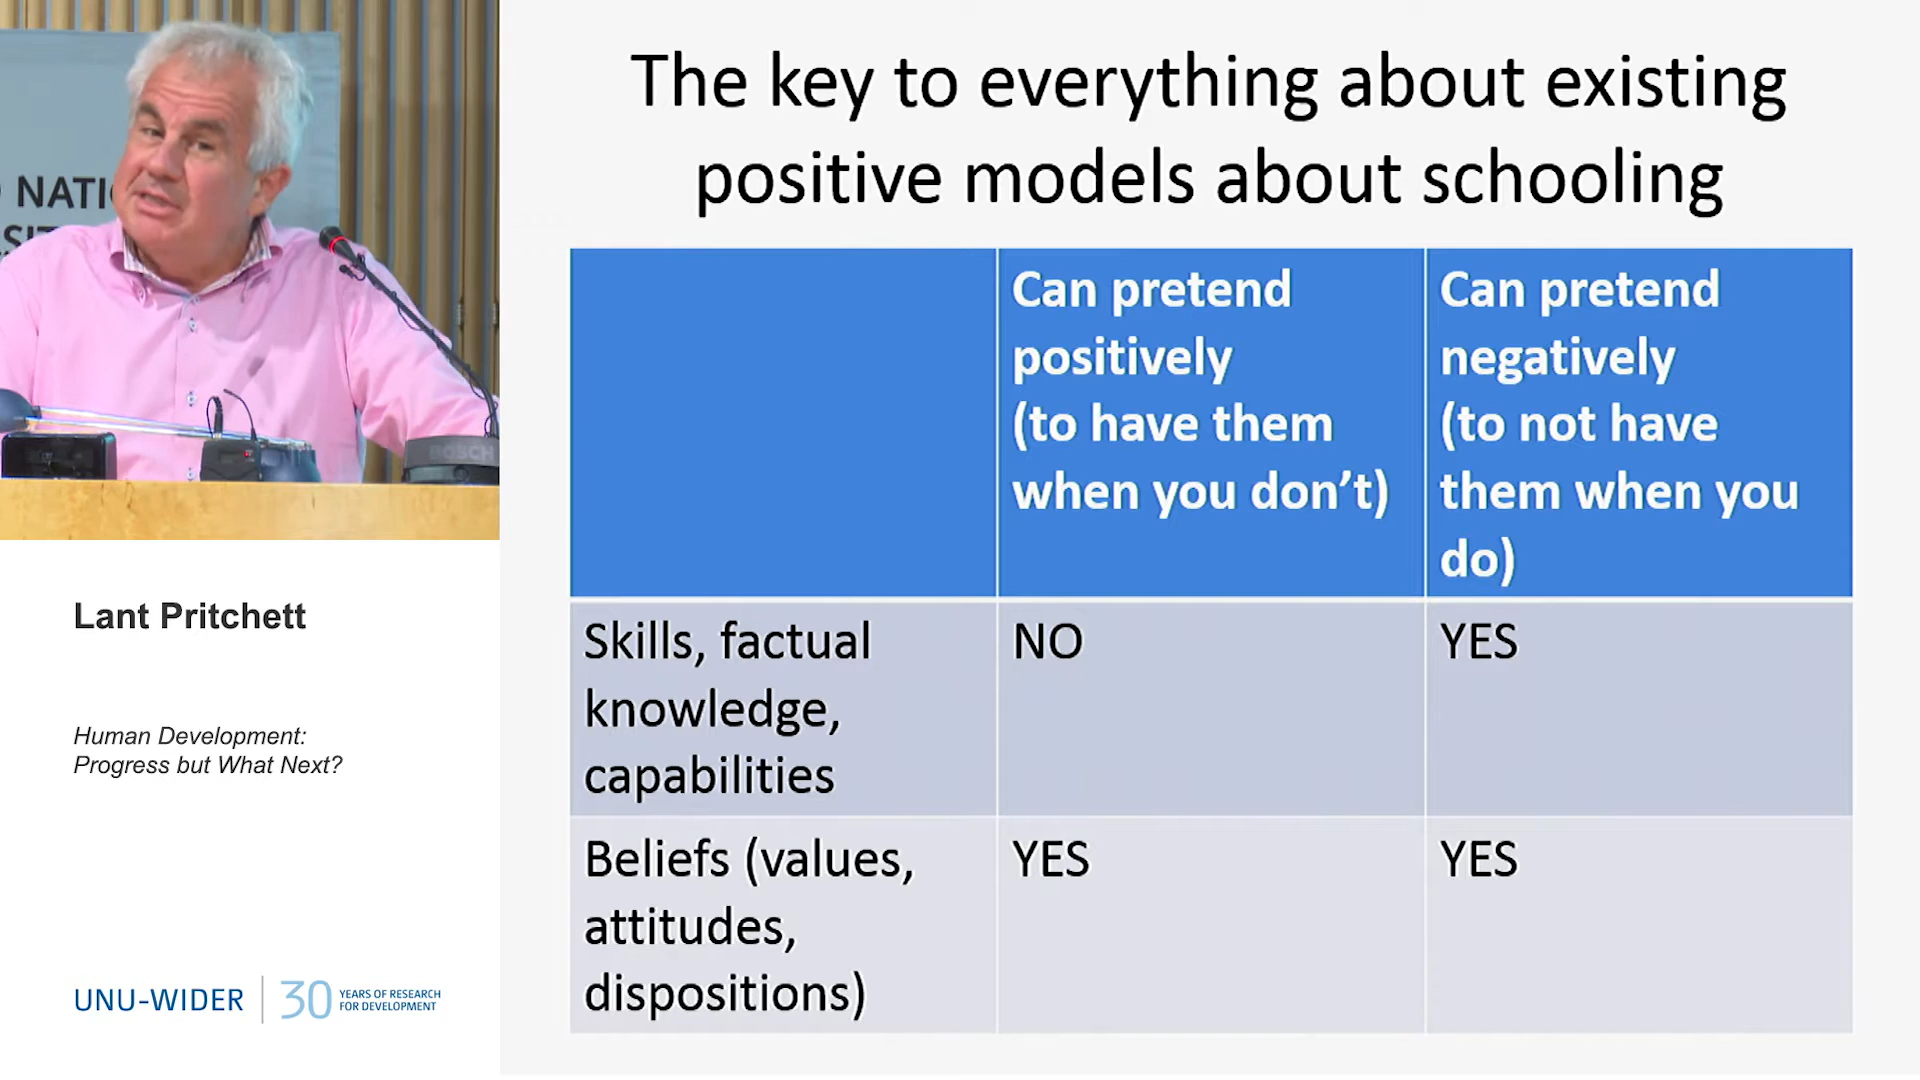 NATI
SI
BOSCH
Lant Pritchett
Human Development:
Progress but What Next?
UNU-WIDER
30
YEARS OF RESEARCH
FOR DEVELOPMENT
The key to everything about existing
positive models about schooling
Can pretend
positively
(to have them
when you don’t)
Can pretend
negatively
(to not have
them when you
do)
Skills, factual
knowledge,
capabilities
NO
YES
Beliefs (values,
attitudes,
dispositions)
YES
YES